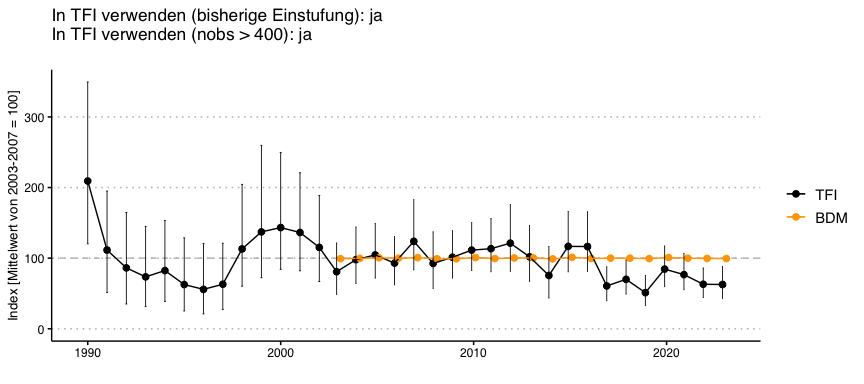 In TFI verwenden (bisherige Einstufung): ja
In TFI verwenden (nobs > 400): ja
Index [Mittelwert von 2003-2007 = 100]
300
200
100
0
1990
2000
2010
2020
TFI
BDM